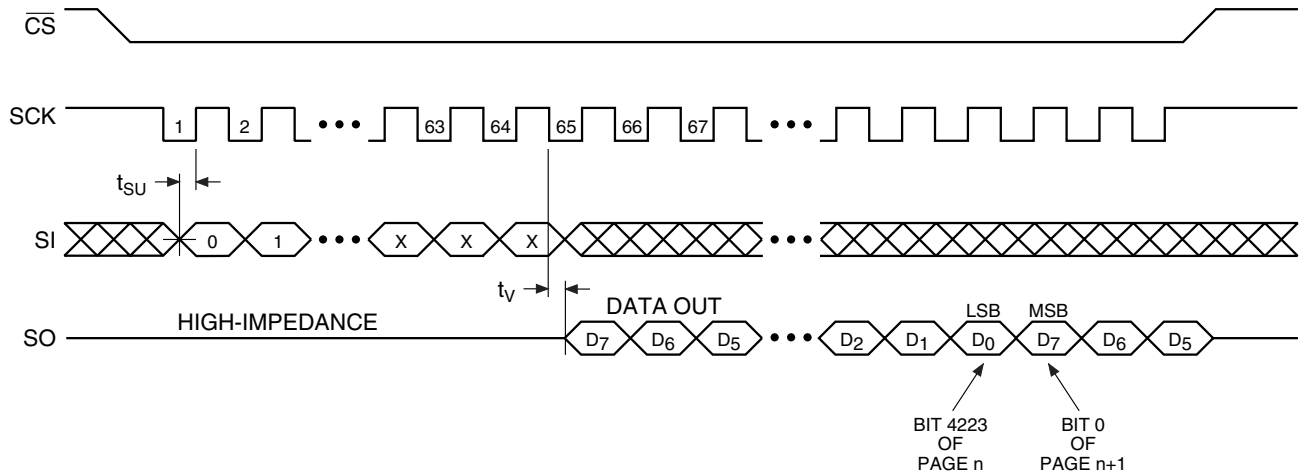 CS
SCK 1 2 ••• 63 64 65 66 67 •••
tSU
SI 0 1 ••• X X X •••
tV
DATA OUT
HIGH-IMPEDANCE
LSB MSB
SO D7 D6 D5 ••• D2 D1 D0 D7 D6 D5
BIT 4223 BIT 0
OF OF
PAGE n PAGE n+1